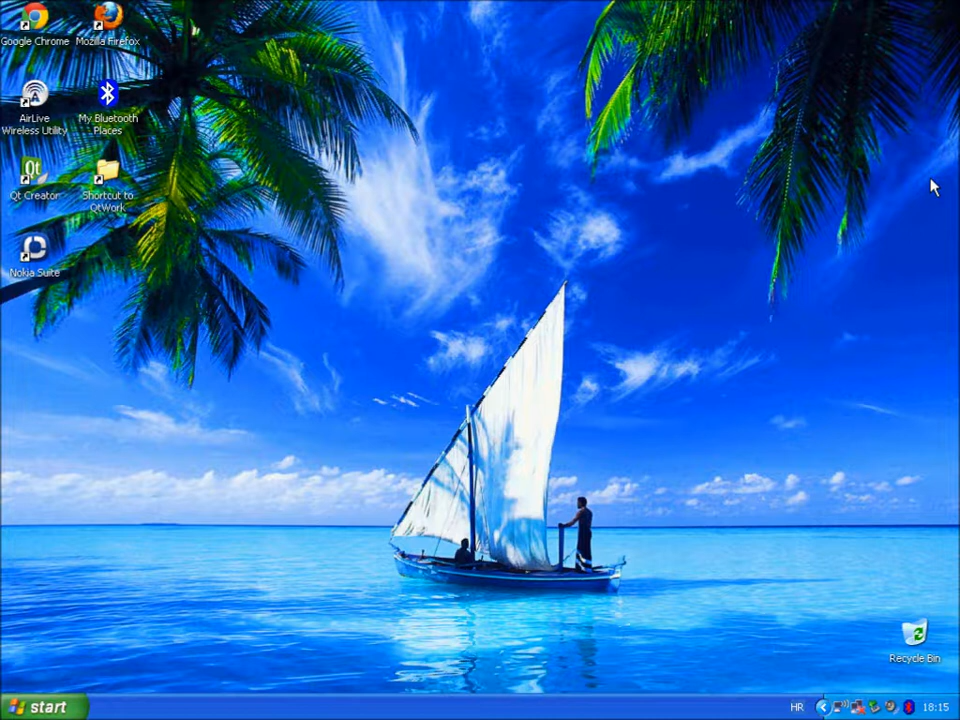 Google Chrome
Mozilla Firefox
AirLive
Wireless Utility
My Bluetooth
Places
Qt
Qt Creator
Shortcut to
QtWork
Nokia Suite
Recycle Bin
start
HR
18:15